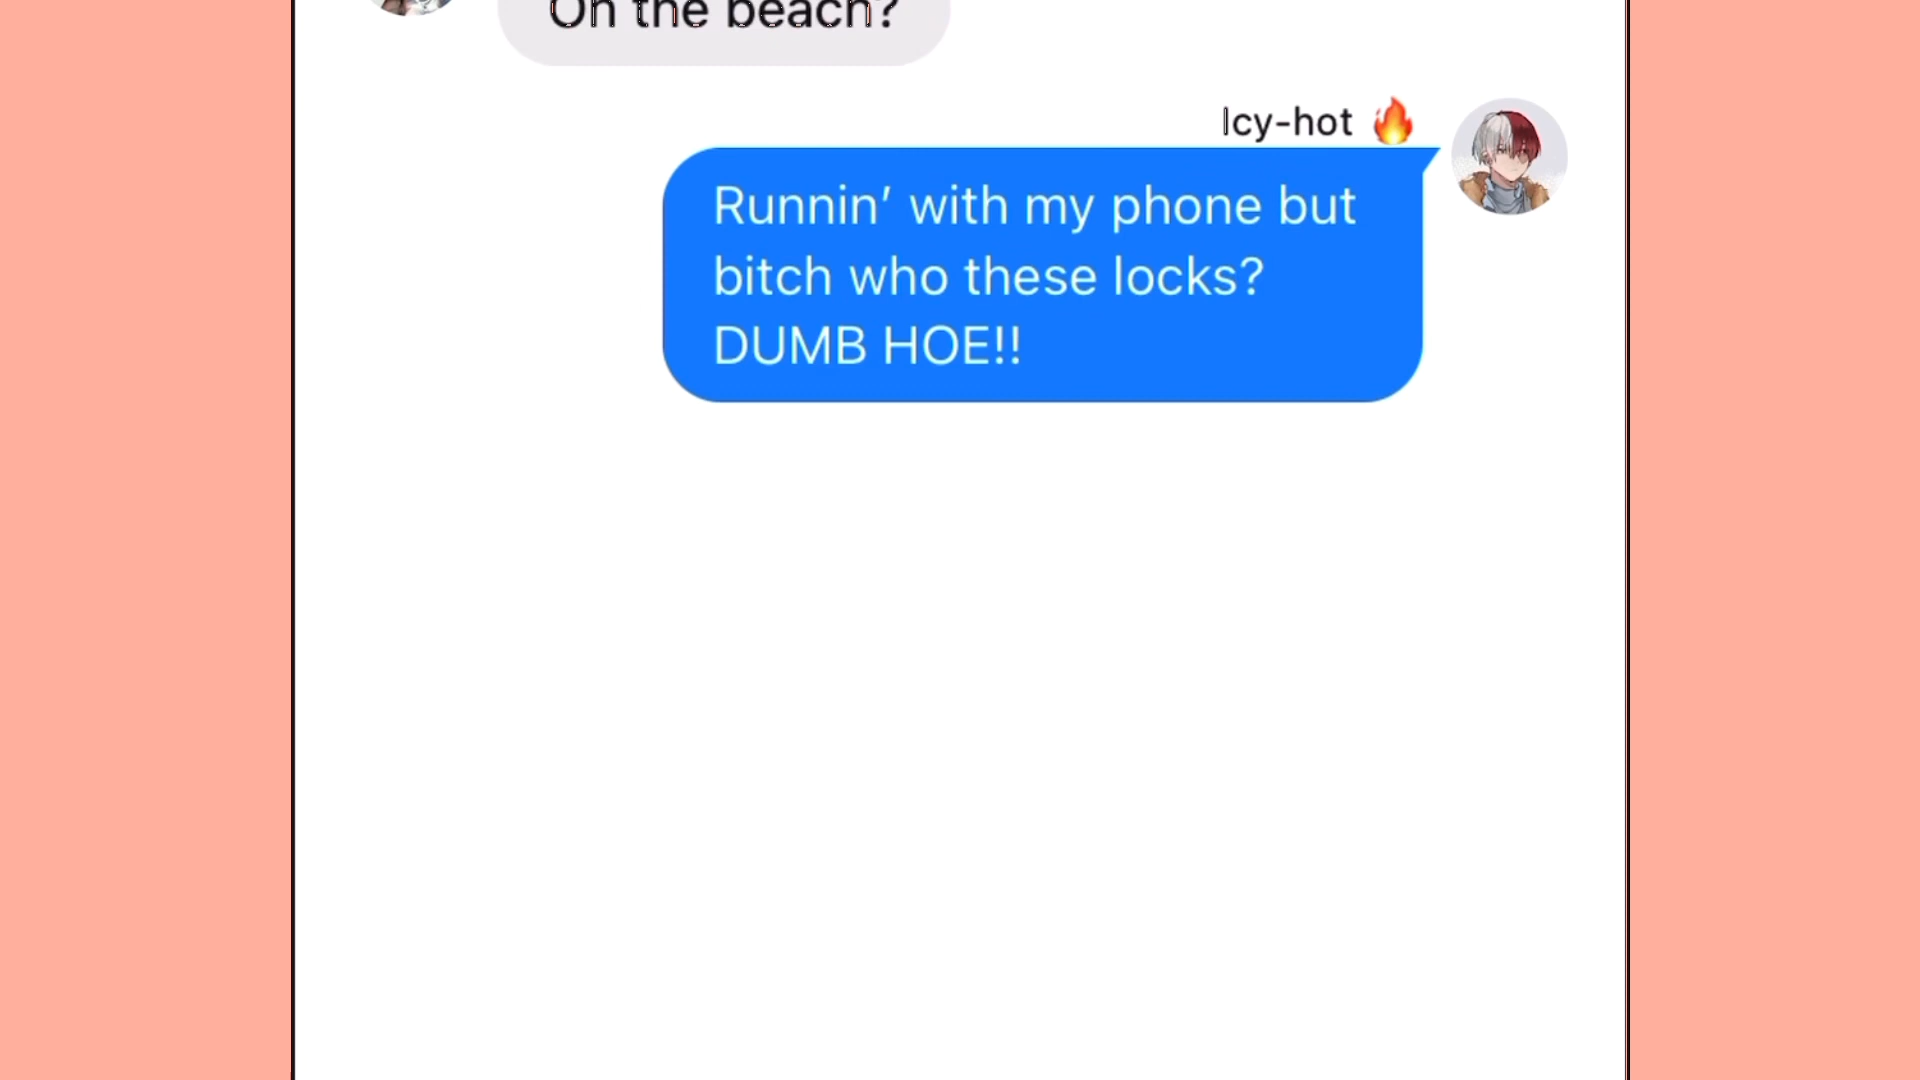 On the beach?
Icy-hot 🔥
Runnin’ with my phone but
bitch who these locks?
DUMB HOE!!